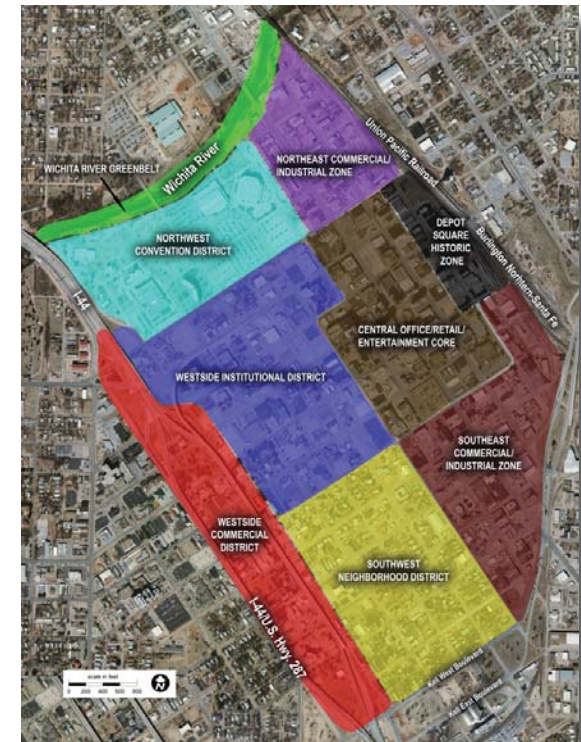 Union Pacific Railroad
Wichita River
WICHITA RIVER GREENBELT
NORTHEAST COMMERCIAL/
INDUSTRIAL ZONE
DEPOT
SQUARE
HISTORIC
ZONE
NORTHWEST
CONVENTION DISTRICT
Burlington Norhtern-Santa Fe
I-44
CENTRAL OFFICE/RETAIL/
ENTERTAINMENT CORE
WESTSIDE INSTITUTIONAL DISTRICT
SOUTHEAST
COMMERCIAL/
INDUSTRIAL ZONE
WESTSIDE
COMMERCIAL
DISTRICT
SOUTHWEST
NEIGHBORHOOD DISTRICT
I-44/U.S. Hwy. 287
Kell West Boulevard
Kell East Boulevard
scale in feet
0 200 400 600 800
N